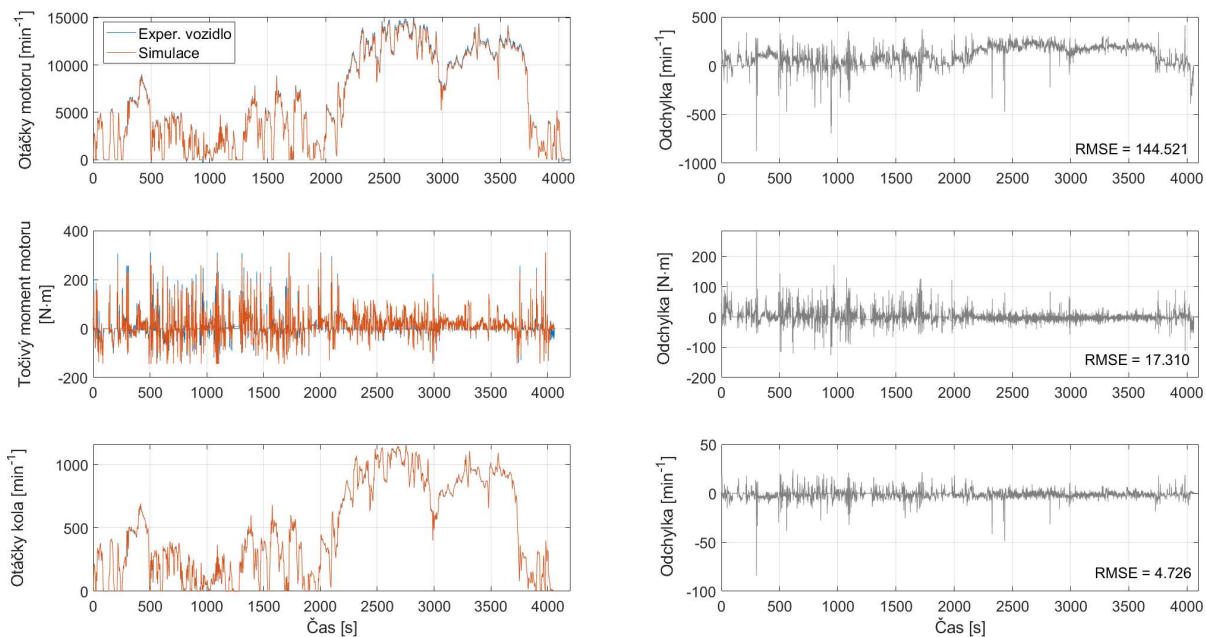 Otáčky motoru [min⁻¹]
15000
10000
5000
0
Exper. vozidlo
Simulace
0 500 1000 1500 2000 2500 3000 3500 4000
Odchylka [min⁻¹]
500
0
-500
-1000
RMSE = 144.521
0 500 1000 1500 2000 2500 3000 3500 4000
Točivý moment motoru
[N·m]
400
200
0
-200
0 500 1000 1500 2000 2500 3000 3500 4000
Odchylka [N·m]
200
100
0
-100
-200
RMSE = 17.310
0 500 1000 1500 2000 2500 3000 3500 4000
Otáčky kola [min⁻¹]
1000
500
0
0 500 1000 1500 2000 2500 3000 3500 4000
Čas [s]
Odchylka [min⁻¹]
50
0
-50
-100
RMSE = 4.726
0 500 1000 1500 2000 2500 3000 3500 4000
Čas [s]